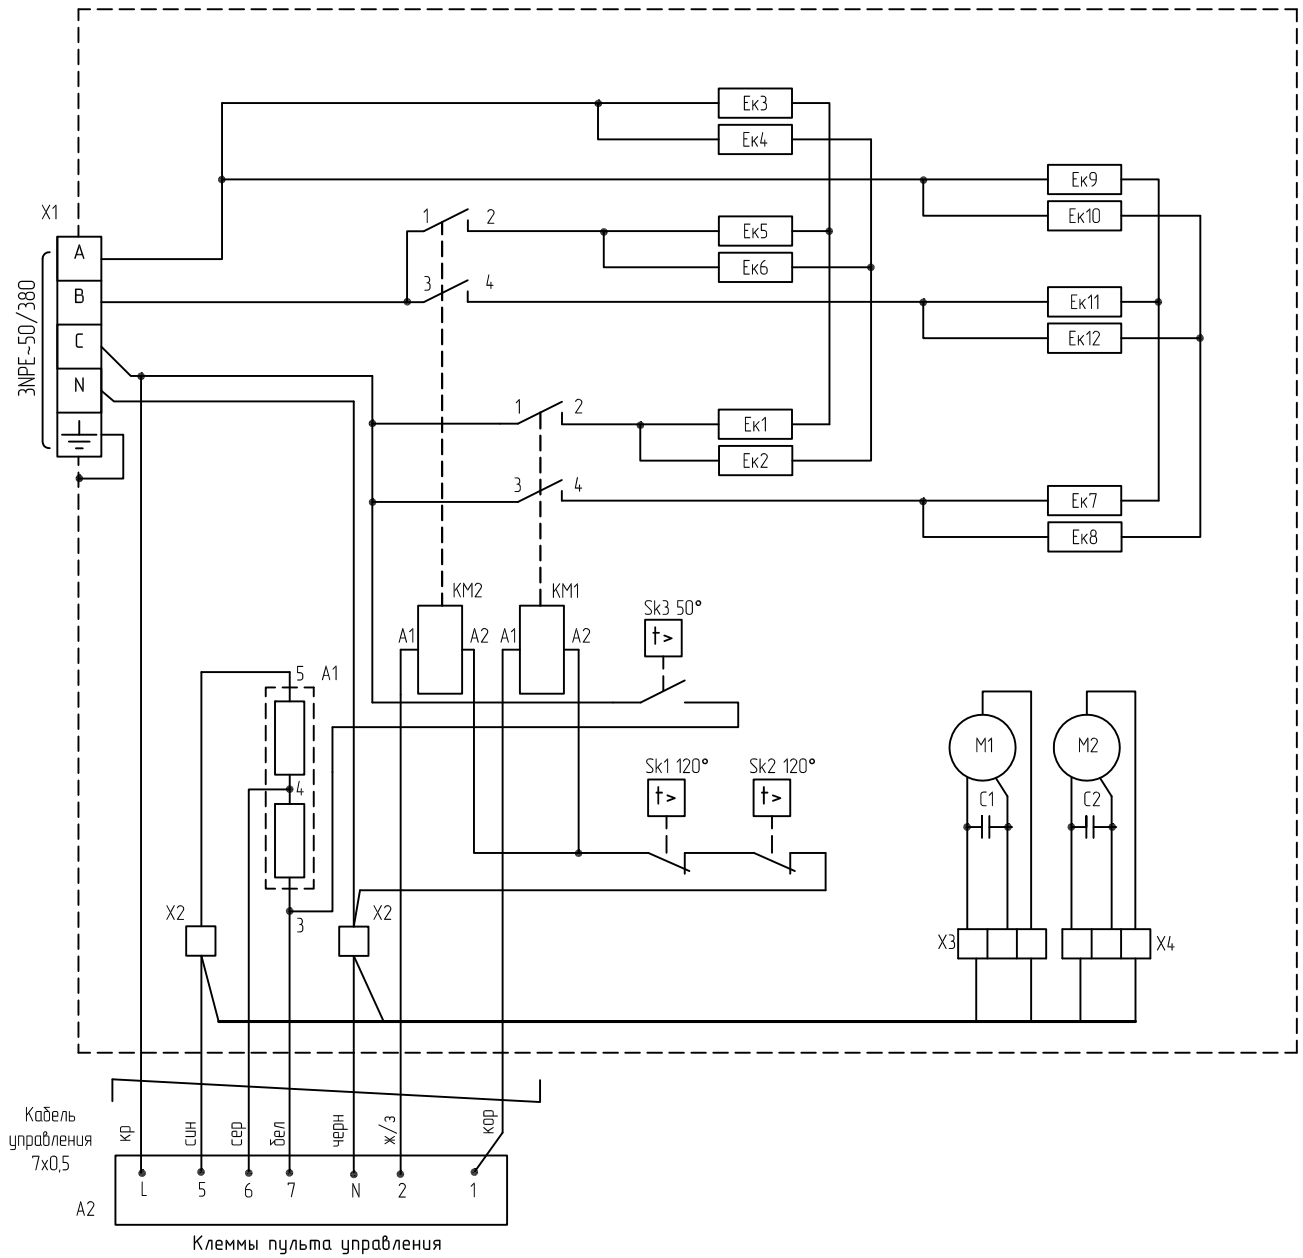 Ек3
Ек4
Ек9
Ек10
X1
1
2
Ек5
A
Ек6
3
4
B
Ек11
C
Ек12
3NPE~50/380
N
1
2
Ек1
Ек2
3
4
Ек7
Ек8
KM2
KM1
Sk3 50°
A1
A2
A1
A2
t>
5
A1
M1
M2
Sk1 120°
Sk2 120°
4
t>
t>
C1
C2
X2
X2
3
X3
X4
Кабель
управления
7х0,5
кр
син
сер
бел
черн
ж/з
кор
L
5
6
7
N
2
1
A2
Клеммы пульта управления